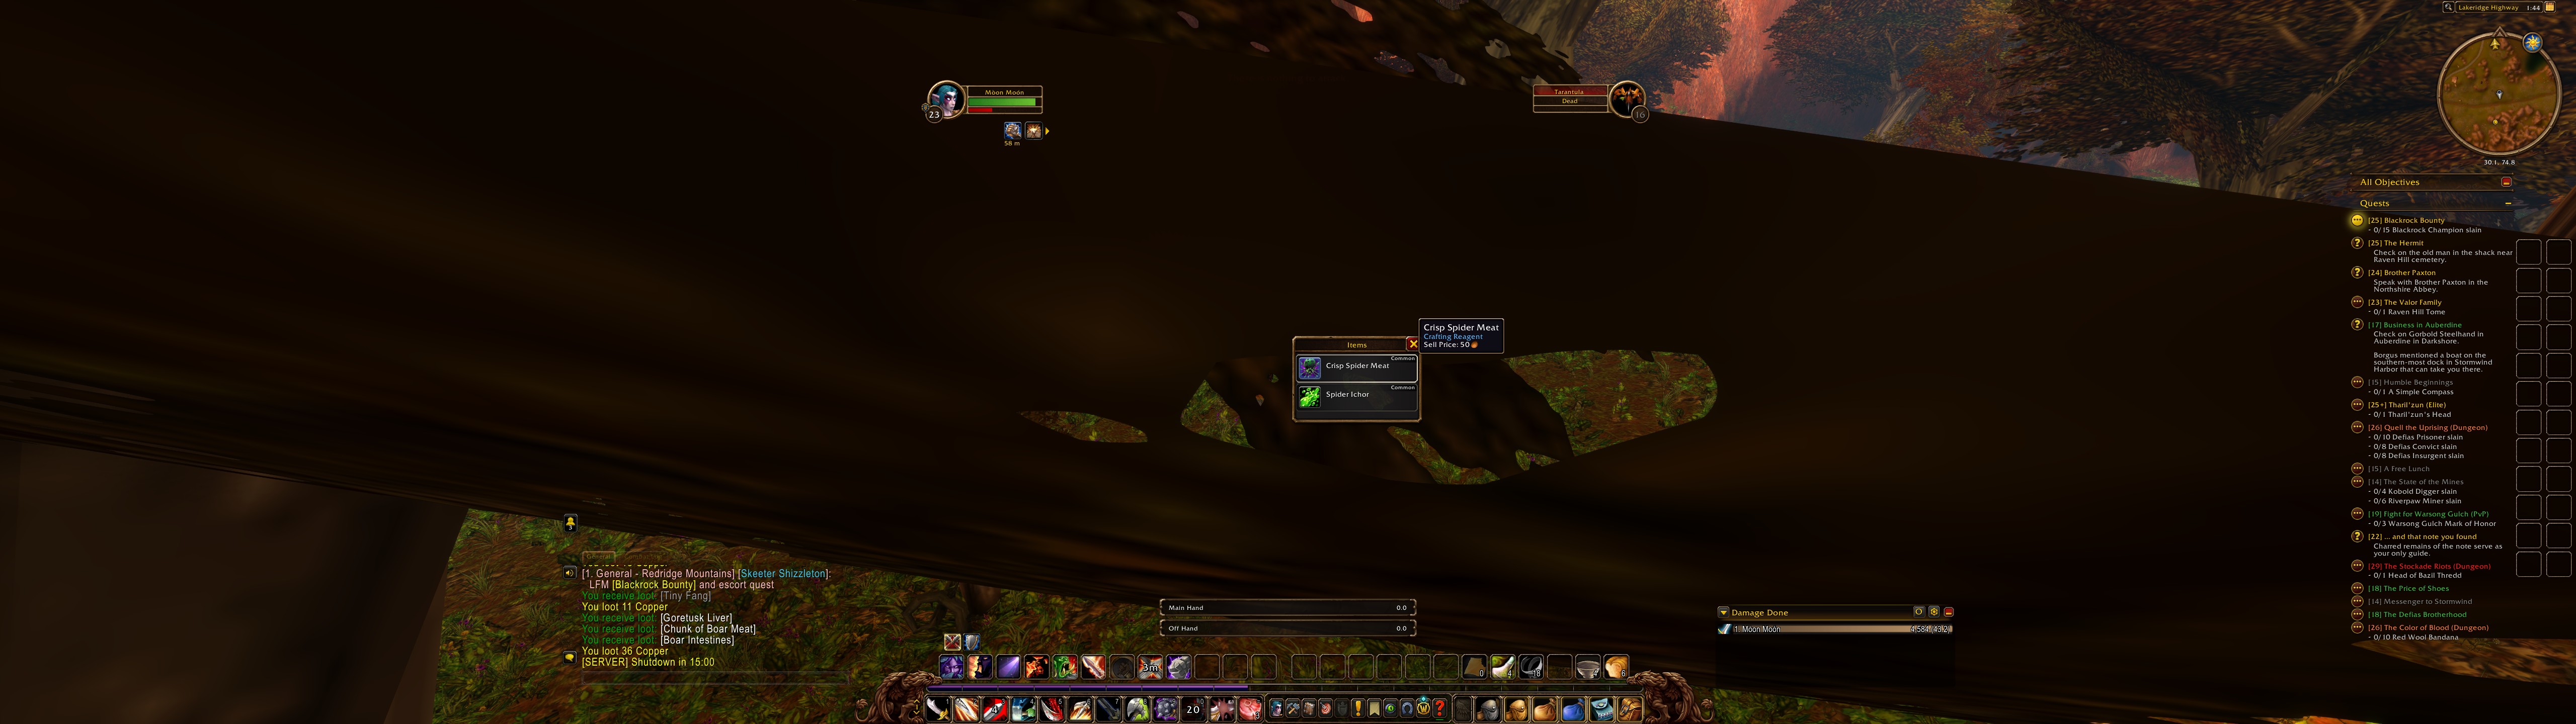 Lakeridge Highway 1:44
Mòon Moón
23
58 m
Tarantula
Dead
16
30.1, 74.8
All Objectives
Quests
[25] Blackrock Bounty
- 0/15 Blackrock Champion slain
[25] The Hermit
Check on the old man in the shack near
Raven Hill cemetery.
[24] Brother Paxton
Speak with Brother Paxton in the
Northshire Abbey.
[23] The Valor Family
- 0/1 Raven Hill Tome
[17] Business in Auberdine
Check on Gorbold Steelhand in
Auberdine in Darkshore.
Borgus mentioned a boat on the
southern-most dock in Stormwind
Harbor that can take you there.
[15] Humble Beginnings
- 0/1 A Simple Compass
[25+] Tharil'zun (Elite)
- 0/1 Tharil'zun's Head
[26] Quell the Uprising (Dungeon)
- 0/10 Defias Prisoner slain
- 0/8 Defias Convict slain
- 0/8 Defias Insurgent slain
[15] A Free Lunch
[14] The State of the Mines
- 0/4 Kobold Digger slain
- 0/6 Riverpaw Miner slain
[19] Fight for Warsong Gulch (PvP)
- 0/3 Warsong Gulch Mark of Honor
[22] ... and that note you found
Charred remains of the note serve as
your only guide.
[29] The Stockade Riots (Dungeon)
- 0/1 Head of Bazil Thredd
[18] The Price of Shoes
[14] Messenger to Stormwind
[18] The Defias Brotherhood
[26] The Color of Blood (Dungeon)
- 0/10 Red Wool Bandana
Items
Common
Crisp Spider Meat
Common
Spider Ichor
Crisp Spider Meat
Crafting Reagent
Sell Price: 50
[1. General - Redridge Mountains] [Skeeter Shizzleton]:
LFM [Blackrock Bounty] and escort quest
You receive loot: [Tiny Fang]
You loot 11 Copper
You receive loot: [Goretusk Liver]
You receive loot: [Chunk of Boar Meat]
You receive loot: [Boar Intestines]
You loot 36 Copper
[SERVER] Shutdown in 15:00
Main Hand 0.0
Off Hand 0.0
Damage Done
3m
20